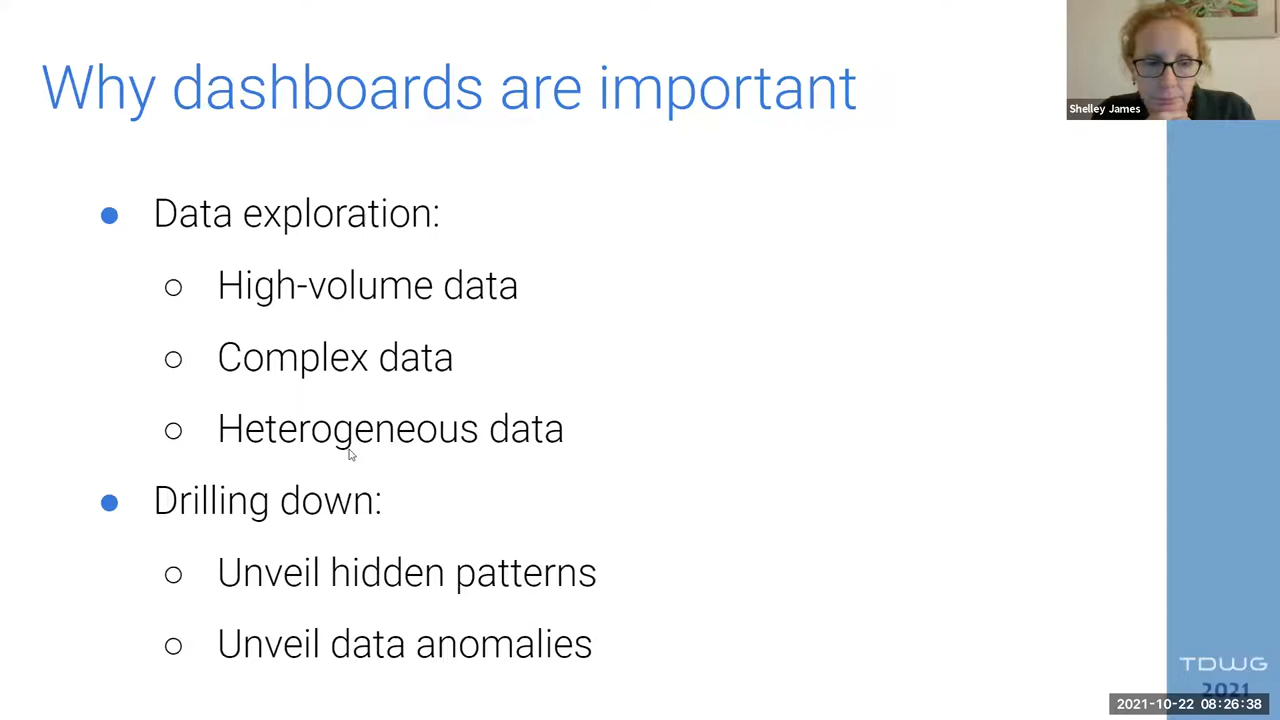 Why dashboards are important
Shelley James
● Data exploration:
○ High-volume data
○ Complex data
○ Heterogeneous data
● Drilling down:
○ Unveil hidden patterns
○ Unveil data anomalies
TDWG
2021
2021-10-22 08:26:38